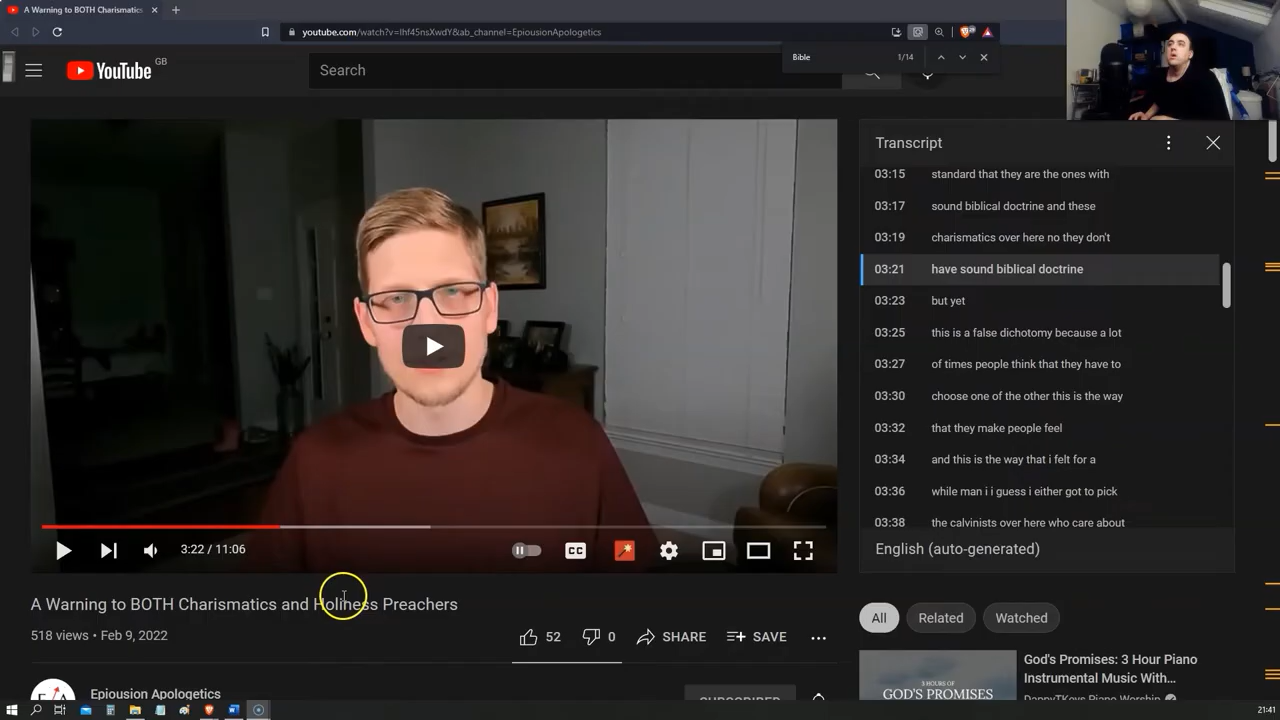 A Warning to BOTH Charismatics
youtube.com/watch?v=Ihf45nsXwdY&ab_channel=EpiousionApologetics
Bible
1/14
YouTube GB
Search
Transcript
03:15 standard that they are the ones with
03:17 sound biblical doctrine and these
03:19 charismatics over here no they don't
03:21 have sound biblical doctrine
03:23 but yet
03:25 this is a false dichotomy because a lot
03:27 of times people think that they have to
03:30 choose one of the other this is the way
03:32 that they make people feel
03:34 and this is the way that i felt for a
03:36 while man i i guess i either got to pick
03:38 the calvinists over here who care about
English (auto-generated)
3:22 / 11:06
CC
A Warning to BOTH Charismatics and Holiness Preachers
518 views • Feb 9, 2022
52
0
SHARE
SAVE
All
Related
Watched
God's Promises: 3 Hour Piano
Instrumental Music With...
DappyTKeys Piano Worship
3 HOURS OF
GOD'S PROMISES
Epiousion Apologetics
SUBSCRIBED
21:41